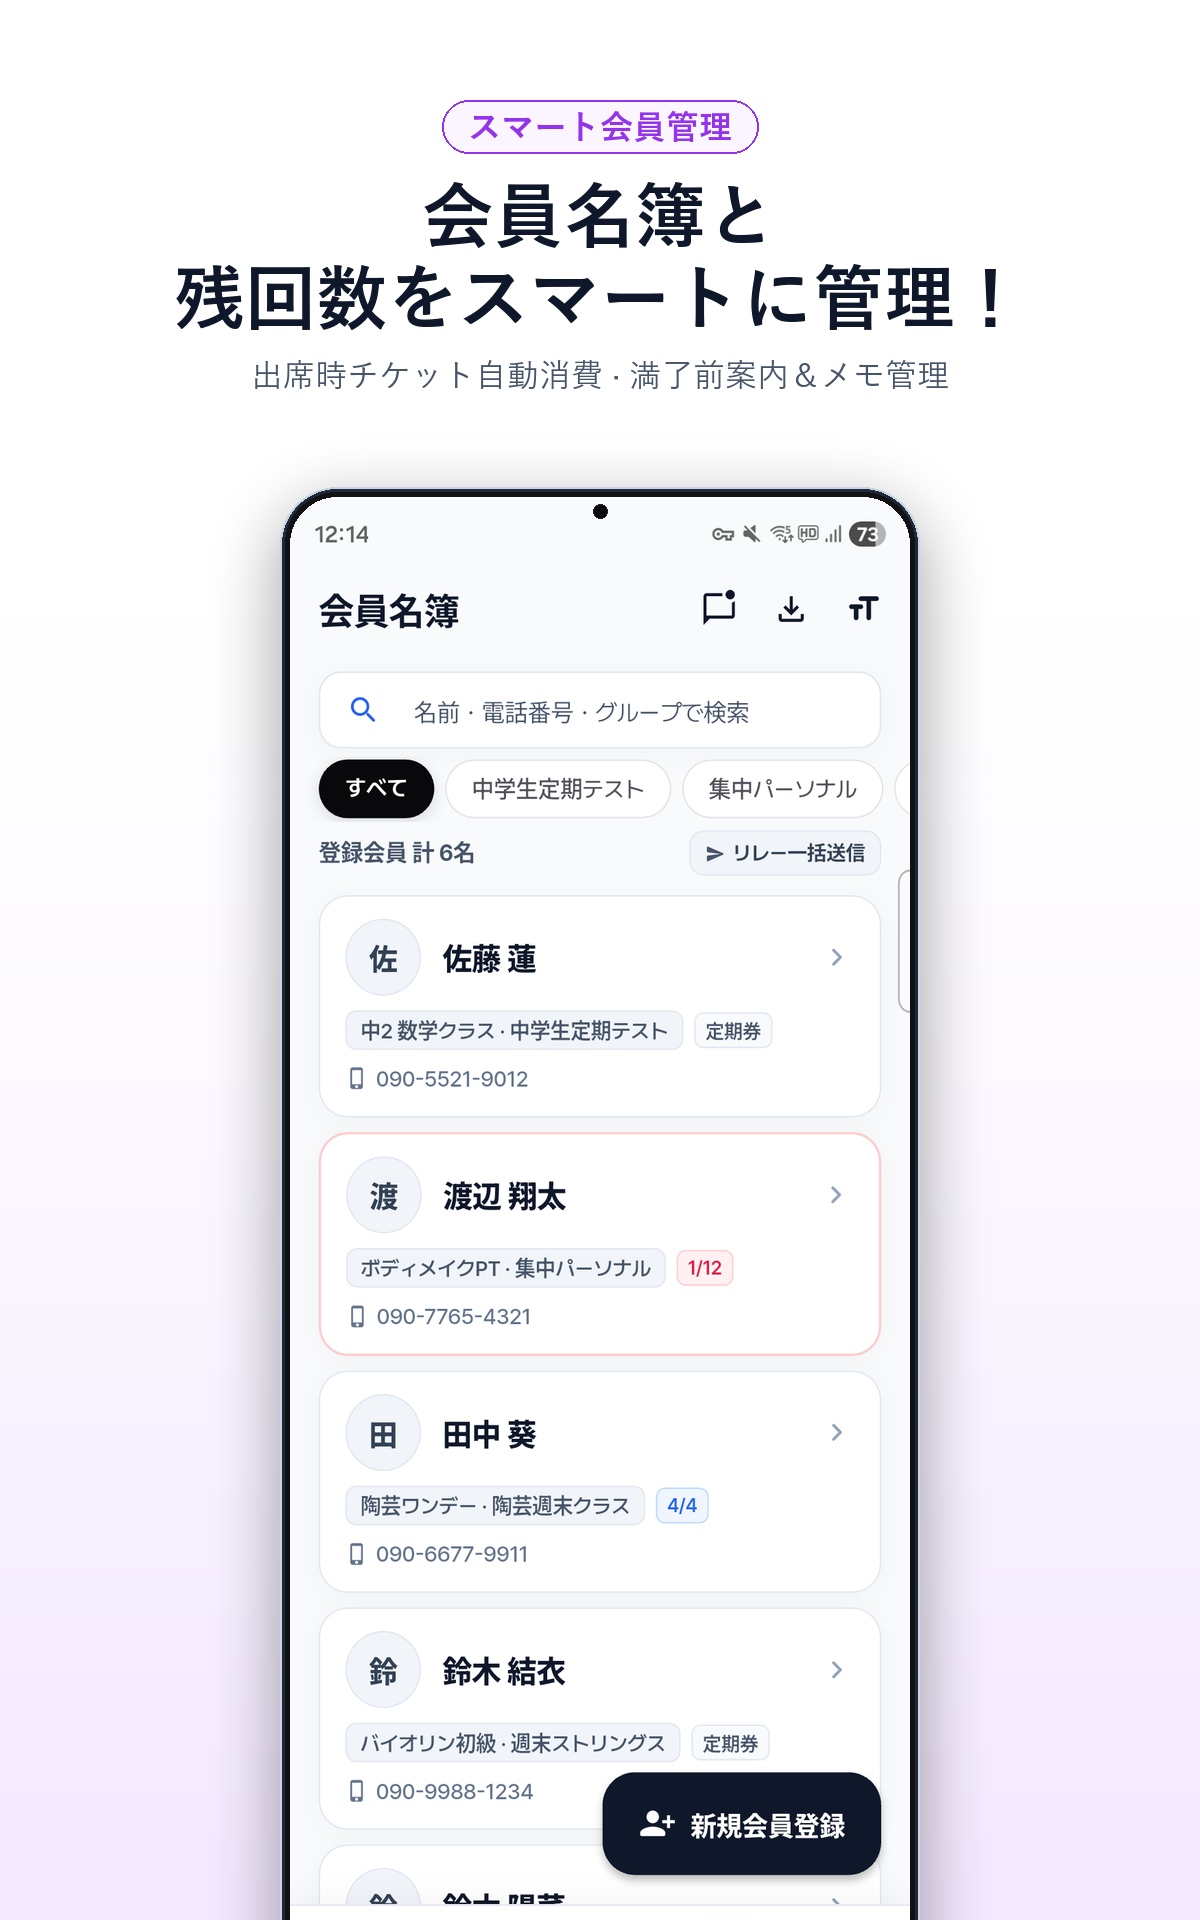 スマート会員管理
会員名簿と
残回数をスマートに管理！
出席時チケット自動消費 · 満了前案内＆メモ管理
12:14
HD 73
会員名簿
名前・電話番号・グループで検索
すべて 中学生定期テスト 集中パーソナル
登録会員 計 6名 リレー一括送信
佐 佐藤 蓮
中2 数学クラス · 中学生定期テスト 定期券
090-5521-9012
渡 渡辺 翔太
ボディメイクPT · 集中パーソナル 1/12
090-7765-4321
田 田中 葵
陶芸ワンデー · 陶芸週末クラス 4/4
090-6677-9911
鈴 鈴木 結衣
バイオリン初級 · 週末ストリングス 定期券
090-9988-1234
新規会員登録